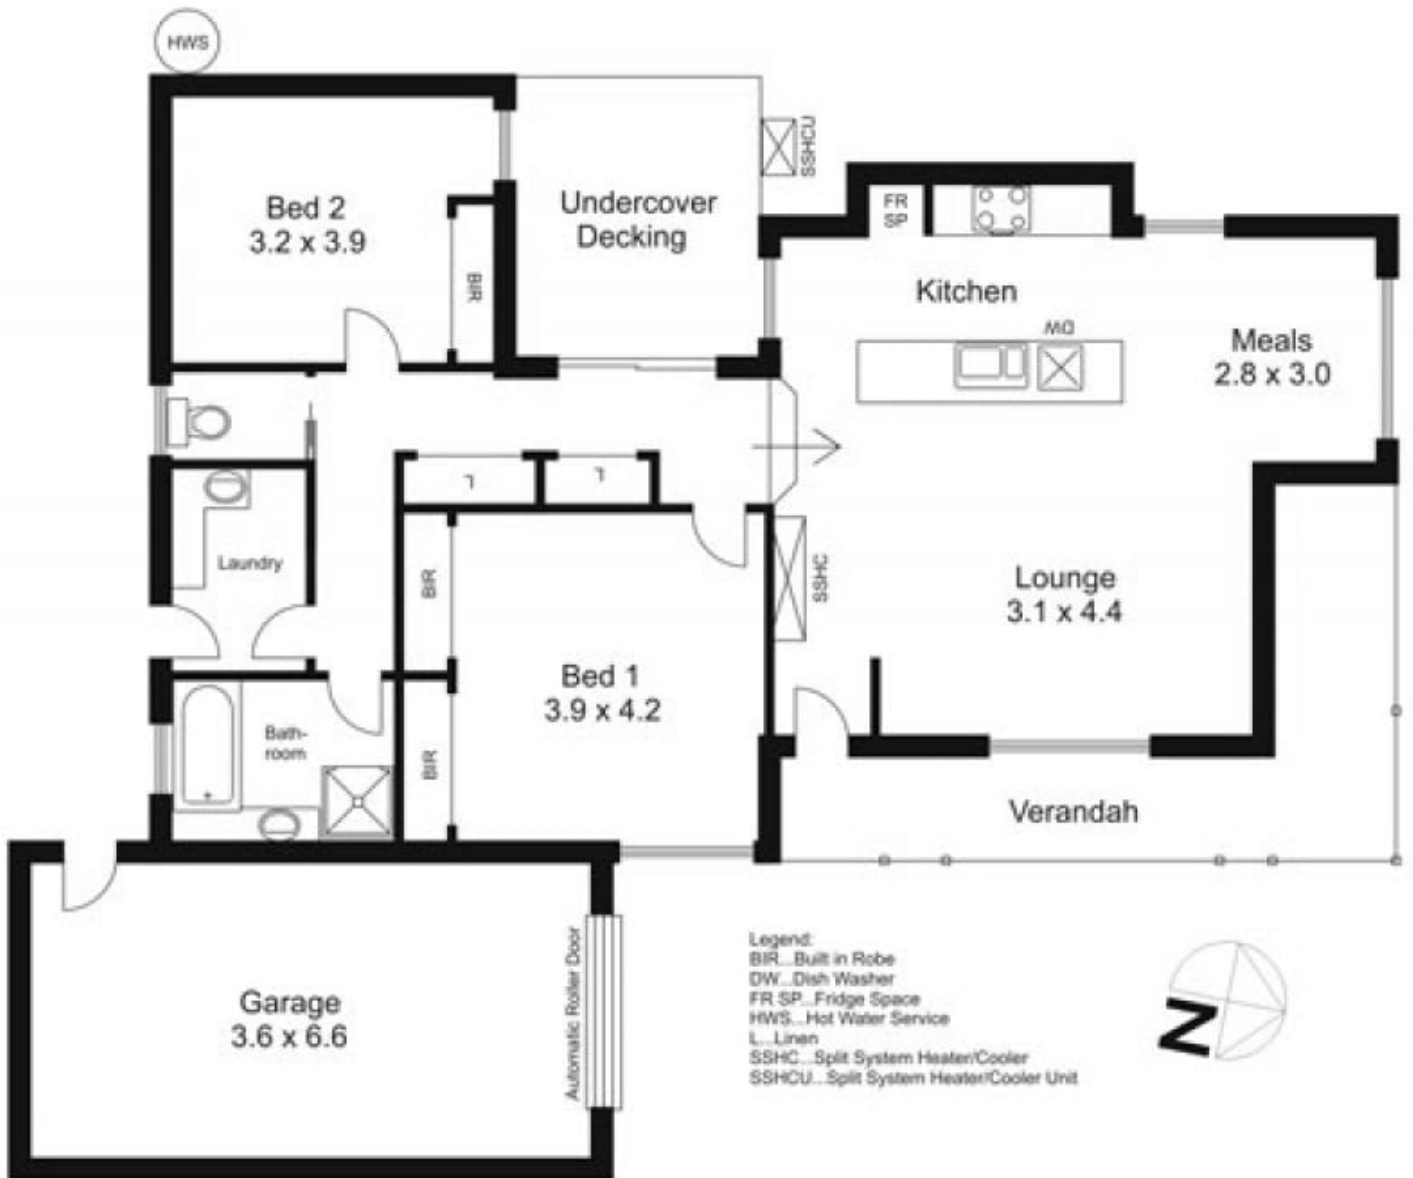 HWS
Bed 2
3.2 x 3.9
BIR
Undercover
Decking
SSHCU
FR
SP
Kitchen
DW
Meals
2.8 x 3.0
L
L
Laundry
BIR
Bed 1
3.9 x 4.2
SSHC
Lounge
3.1 x 4.4
Bath-
room
BIR
Verandah
Garage
3.6 x 6.6
Automatic Roller Door
Legend:
BIR...Built in Robe
DW...Dish Washer
FR SP...Fridge Space
HWS...Hot Water Service
L...Linen
SSHC...Split System Heater/Cooler
SSHCU...Split System Heater/Cooler Unit
N